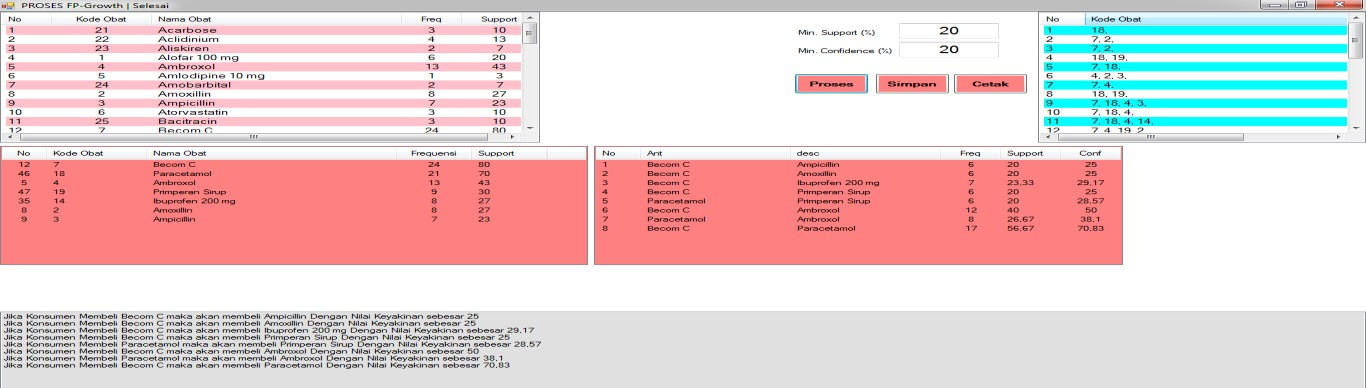 PROSES FP-Growth | Selesai
No Kode Obat Nama Obat Freq Support
1 21 Acarbose 3 10
2 22 Aclidinium 4 13
3 23 Aliskiren 2 7
4 1 Alofar 100 mg 6 20
5 4 Ambroxol 13 43
6 5 Amlodipine 10 mg 1 3
7 24 Amobarbital 2 7
8 2 Amoxillin 8 27
9 3 Ampicillin 7 23
10 6 Atorvastatin 3 10
11 25 Bacitracin 3 10
12 7 Becom C 24 80
Min. Support (%) 20
Min. Confidence (%) 20
Proses Simpan Cetak
No Kode Obat
1 18,
2 7, 2,
3 7, 2,
4 18, 19,
5 7, 18,
6 4, 2, 3,
7 7, 4,
8 18, 19,
9 7, 18, 4, 3,
10 7, 18, 4,
11 7, 18, 4, 14,
12 7, 4, 19, 2,
No Kode Obat Nama Obat Frequensi Support
12 7 Becom C 24 80
46 18 Paracetamol 21 70
5 4 Ambroxol 13 43
47 19 Primperan Sirup 9 30
35 14 Ibuprofen 200 mg 8 27
8 2 Amoxillin 8 27
9 3 Ampicillin 7 23
No Ant desc Freq Support Conf
1 Becom C Ampicillin 6 20 25
2 Becom C Amoxillin 6 20 25
3 Becom C Ibuprofen 200 mg 7 23,33 29,17
4 Becom C Primperan Sirup 6 20 25
5 Paracetamol Primperan Sirup 6 20 28,57
6 Becom C Ambroxol 12 40 50
7 Paracetamol Ambroxol 8 26,67 38,1
8 Becom C Paracetamol 17 56,67 70,83
Jika Konsumen Membeli Becom C maka akan membeli Ampicillin Dengan Nilai Keyakinan sebesar 25
Jika Konsumen Membeli Becom C maka akan membeli Amoxillin Dengan Nilai Keyakinan sebesar 25
Jika Konsumen Membeli Becom C maka akan membeli Ibuprofen 200 mg Dengan Nilai Keyakinan sebesar 29,17
Jika Konsumen Membeli Becom C maka akan membeli Primperan Sirup Dengan Nilai Keyakinan sebesar 25
Jika Konsumen Membeli Paracetamol maka akan membeli Primperan Sirup Dengan Nilai Keyakinan sebesar 28,57
Jika Konsumen Membeli Becom C maka akan membeli Ambroxol Dengan Nilai Keyakinan sebesar 50
Jika Konsumen Membeli Paracetamol maka akan membeli Ambroxol Dengan Nilai Keyakinan sebesar 38,1
Jika Konsumen Membeli Becom C maka akan membeli Paracetamol Dengan Nilai Keyakinan sebesar 70,83